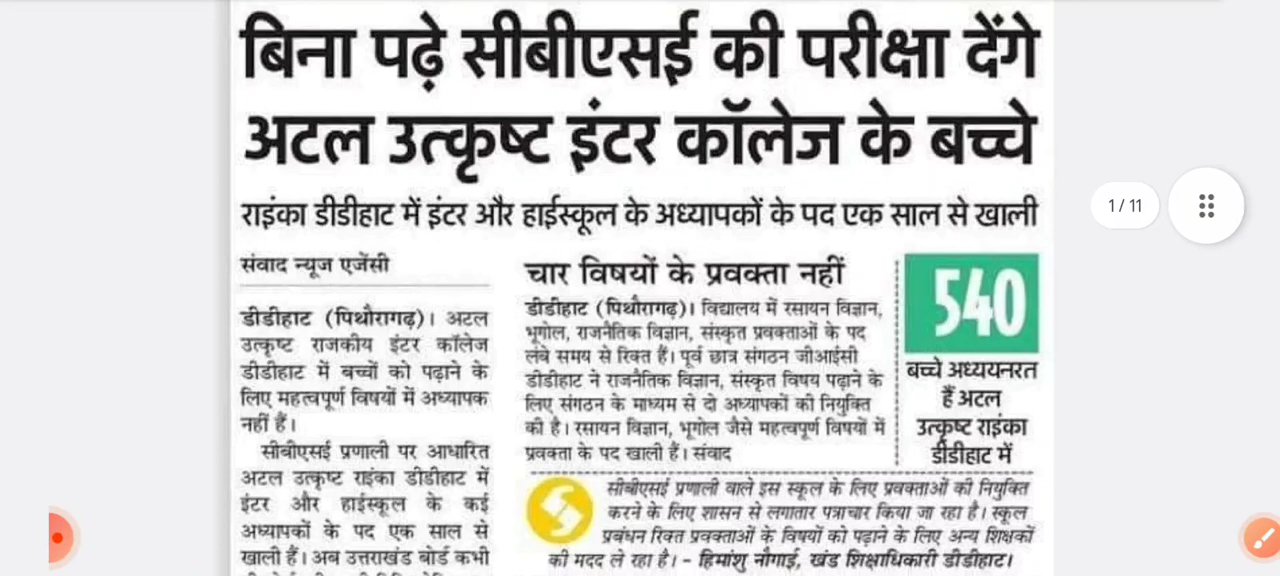 बिना पढ़े सीबीएसई की परीक्षा देंगे
अटल उत्कृष्ट इंटर कॉलेज के बच्चे
राइंका डीडीहाट में इंटर और हाईस्कूल के अध्यापकों के पद एक साल से खाली
संवाद न्यूज एजेंसी
डीडीहाट (पिथौरागढ़)। अटल
उत्कृष्ट राजकीय इंटर कॉलेज
डीडीहाट में बच्चों को पढ़ाने के
लिए महत्वपूर्ण विषयों में अध्यापक
नहीं हैं।
सीबीएसई प्रणाली पर आधारित
अटल उत्कृष्ट राइंका डीडीहाट में
इंटर और हाईस्कूल के कई
अध्यापकों के पद एक साल से
खाली हैं। अब उत्तराखंड बोर्ड कभी
चार विषयों के प्रवक्ता नहीं
डीडीहाट (पिथौरागढ़)। विद्यालय में रसायन विज्ञान,
भूगोल, राजनैतिक विज्ञान, संस्कृत प्रवक्ताओं के पद
लंबे समय से रिक्त हैं। पूर्व छात्र संगठन जीआईसी
डीडीहाट ने राजनैतिक विज्ञान, संस्कृत विषय पढ़ाने के
लिए संगठन के माध्यम से दो अध्यापकों की नियुक्ति
की है। रसायन विज्ञान, भूगोल जैसे महत्वपूर्ण विषयों में
प्रवक्ता के पद खाली हैं। संवाद
540
बच्चे अध्ययनरत
हैं अटल
उत्कृष्ट राइंका
डीडीहाट में
सीबीएसई प्रणाली वाले इस स्कूल के लिए प्रवक्ताओं की नियुक्ति
करने के लिए शासन से लगातार पत्राचार किया जा रहा है। स्कूल
प्रबंधन रिक्त प्रवक्ताओं के विषयों को पढ़ाने के लिए अन्य शिक्षकों
की मदद ले रहा है। - हिमांशु नौगाई, खंड शिक्षाधिकारी डीडीहाट।
1 / 11